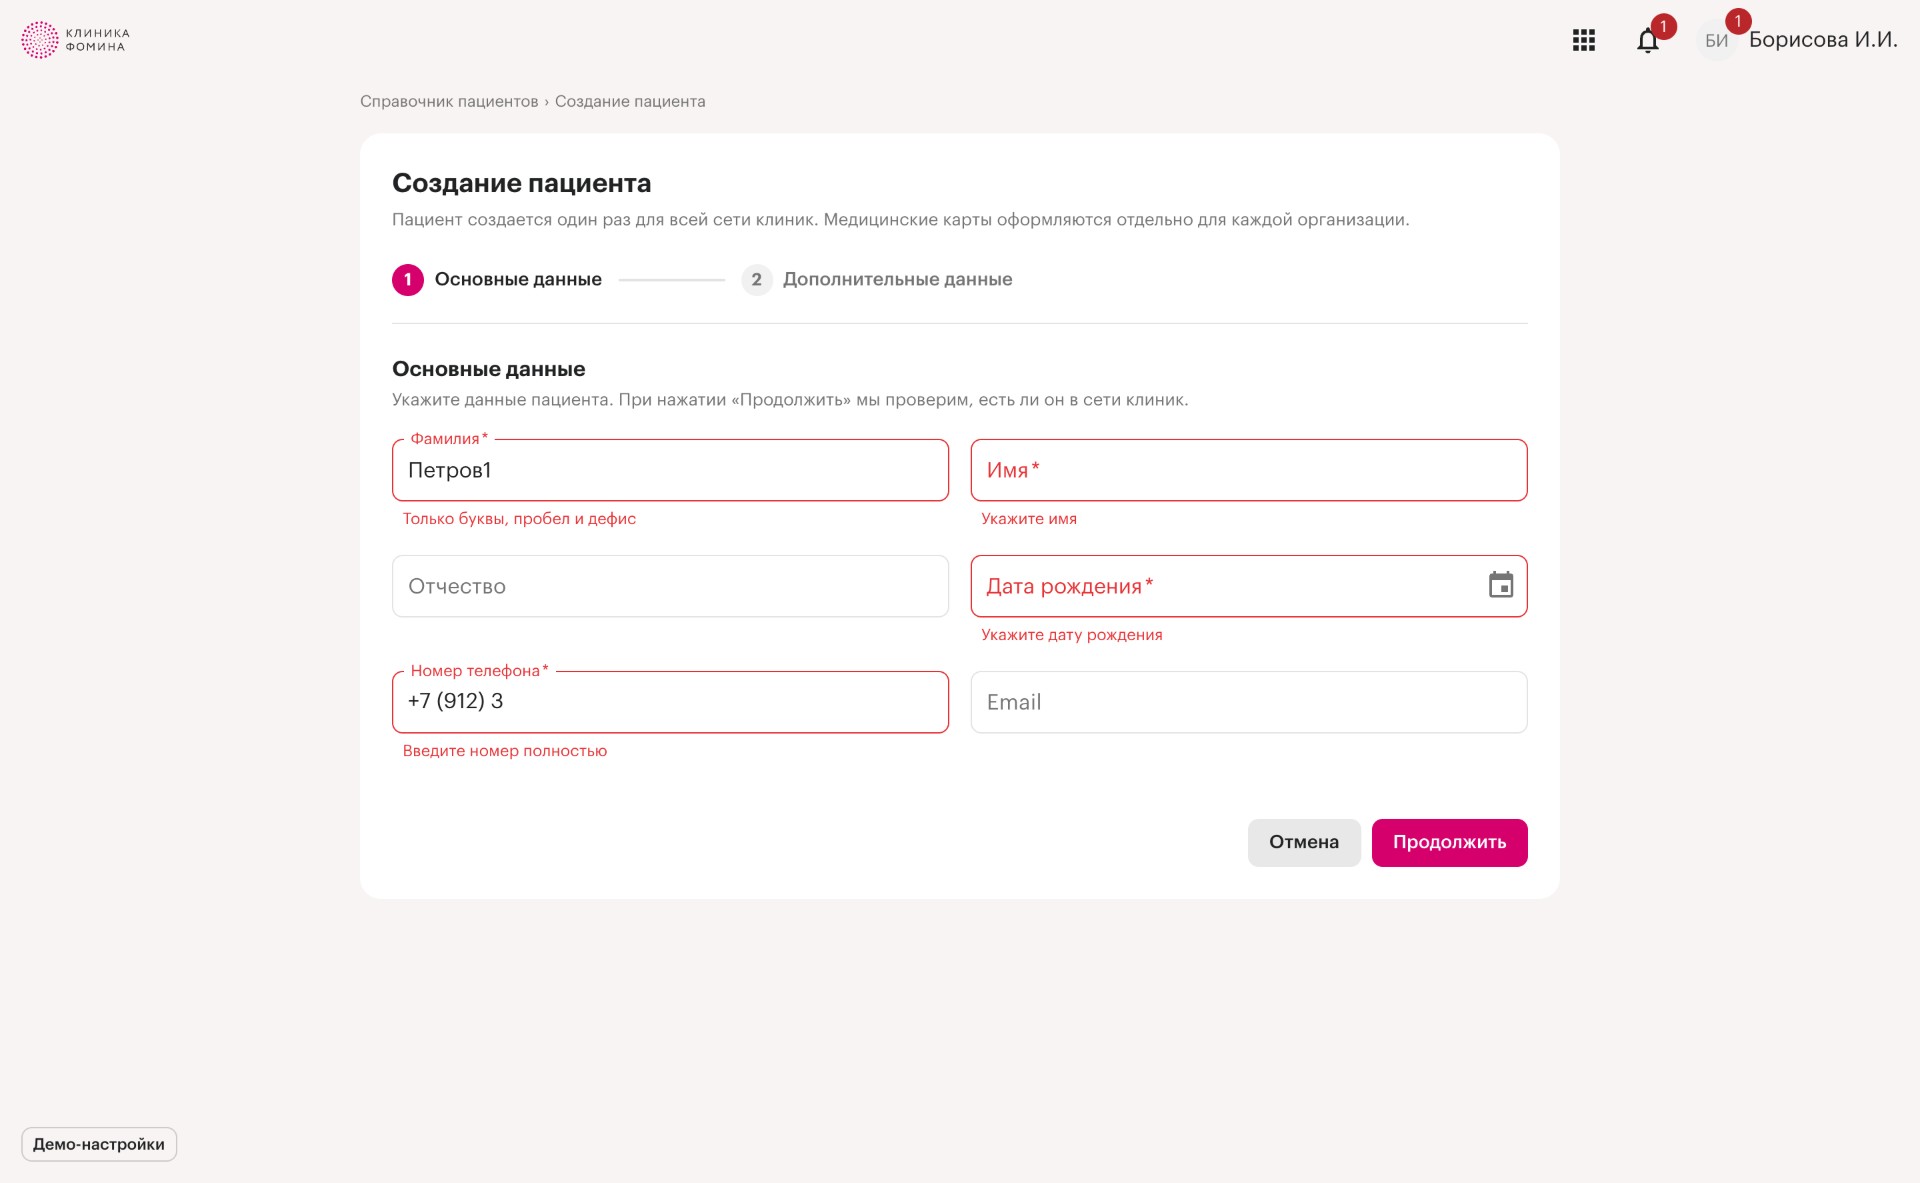 КЛИНИКА
ФОМИНА
1
БИ
1
Борисова И.И.
Справочник пациентов › Создание пациента
Создание пациента
Пациент создается один раз для всей сети клиник. Медицинские карты оформляются отдельно для каждой организации.
1 Основные данные
2 Дополнительные данные
Основные данные
Укажите данные пациента. При нажатии «Продолжить» мы проверим, есть ли он в сети клиник.
Фамилия*
Петров1
Только буквы, пробел и дефис
Имя*
Укажите имя
Отчество
Дата рождения*
Укажите дату рождения
Номер телефона*
+7 (912) 3
Введите номер полностью
Email
Отмена
Продолжить
Демо-настройки